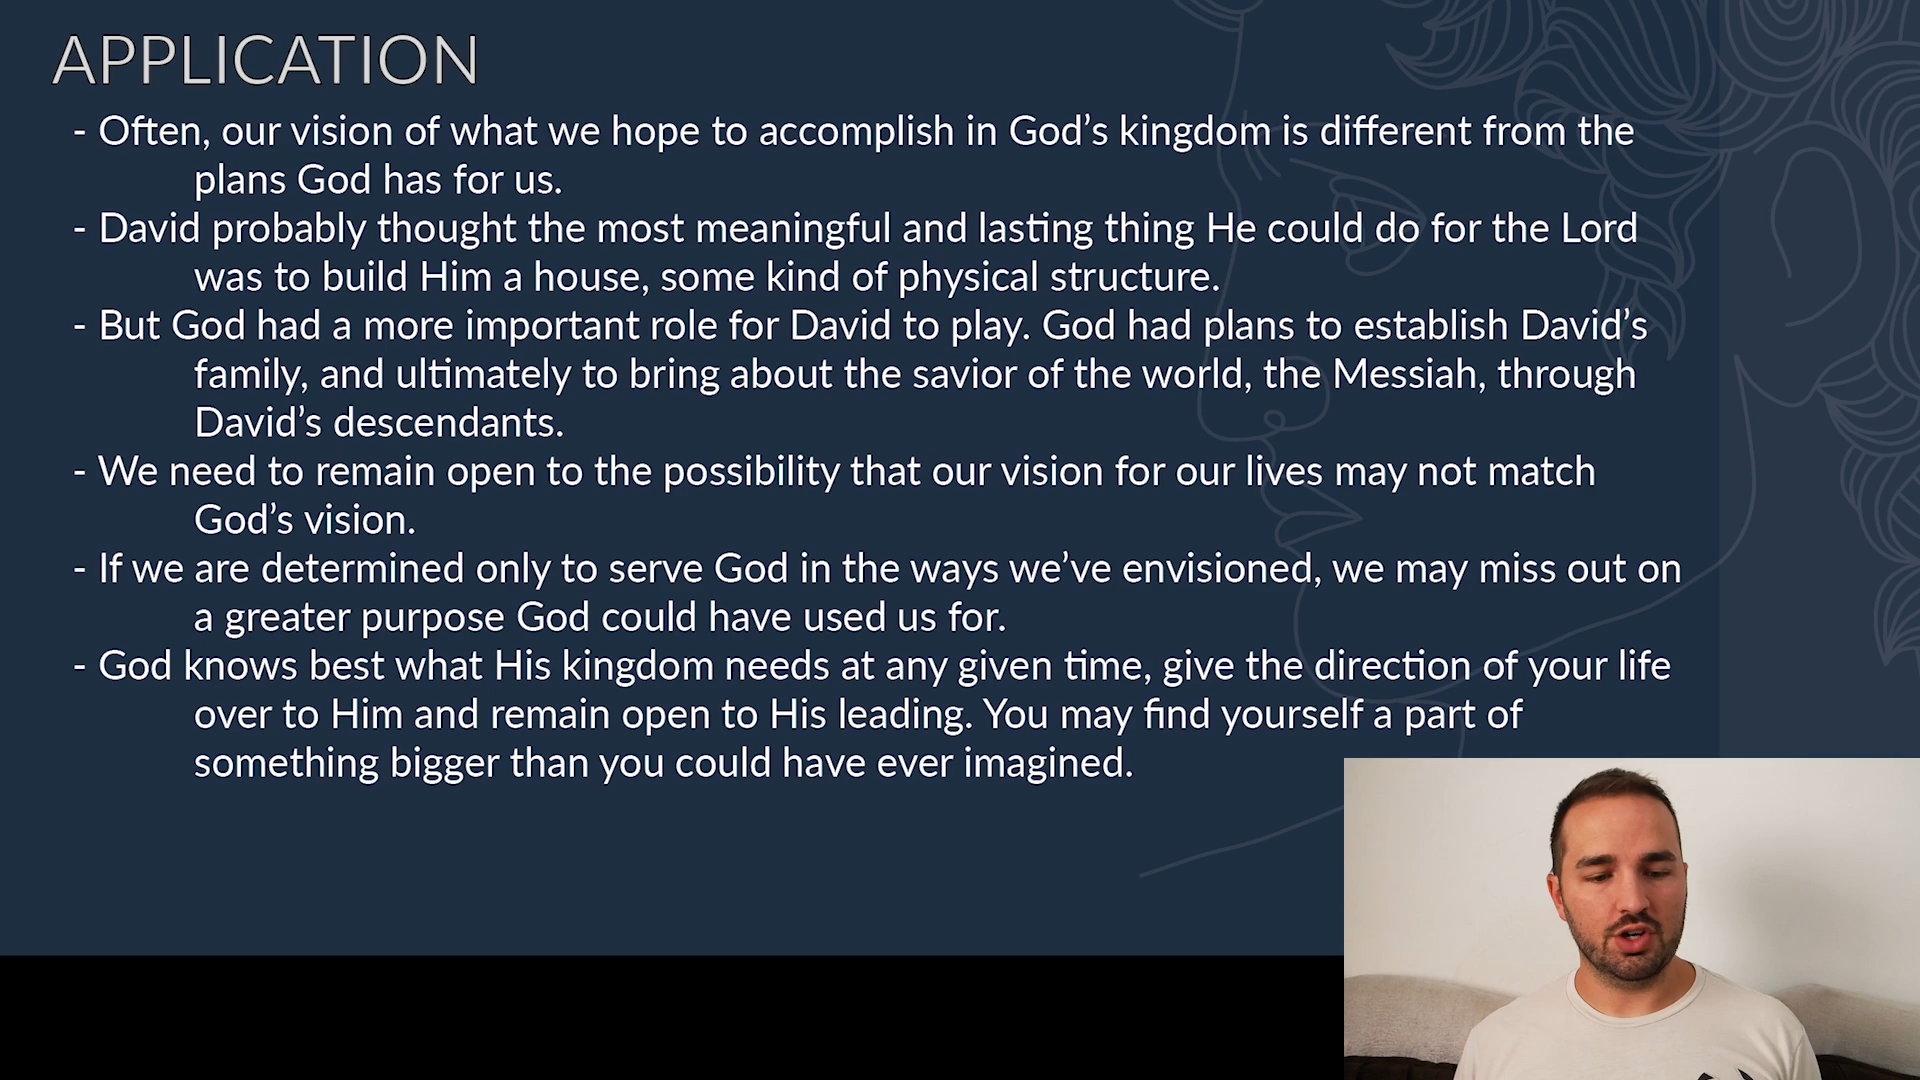 APPLICATION
- Often, our vision of what we hope to accomplish in God’s kingdom is different from the
plans God has for us.
- David probably thought the most meaningful and lasting thing He could do for the Lord
was to build Him a house, some kind of physical structure.
- But God had a more important role for David to play. God had plans to establish David’s
family, and ultimately to bring about the savior of the world, the Messiah, through
David’s descendants.
- We need to remain open to the possibility that our vision for our lives may not match
God’s vision.
- If we are determined only to serve God in the ways we’ve envisioned, we may miss out on
a greater purpose God could have used us for.
- God knows best what His kingdom needs at any given time, give the direction of your life
over to Him and remain open to His leading. You may find yourself a part of
something bigger than you could have ever imagined.